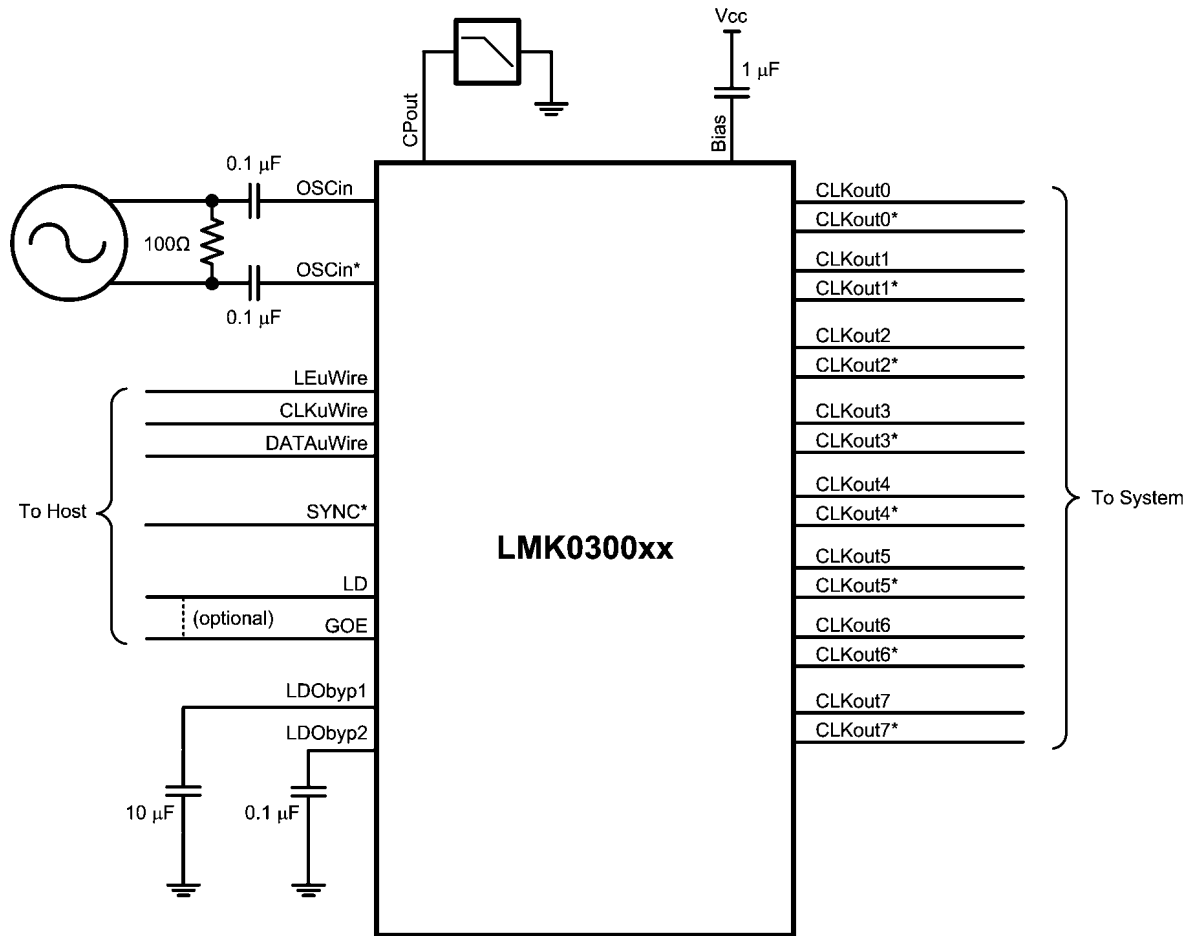 Vcc
1 µF
CPout
Bias
0.1 µF
OSCin
100Ω
OSCin*
0.1 µF
LEuWire
CLKuWire
DATAuWire
To Host
SYNC*
LD
(optional)
GOE
LDObyp1
LDObyp2
10 µF
0.1 µF
LMK0300xx
CLKout0
CLKout0*
CLKout1
CLKout1*
CLKout2
CLKout2*
CLKout3
CLKout3*
CLKout4
CLKout4*
CLKout5
CLKout5*
CLKout6
CLKout6*
CLKout7
CLKout7*
To System